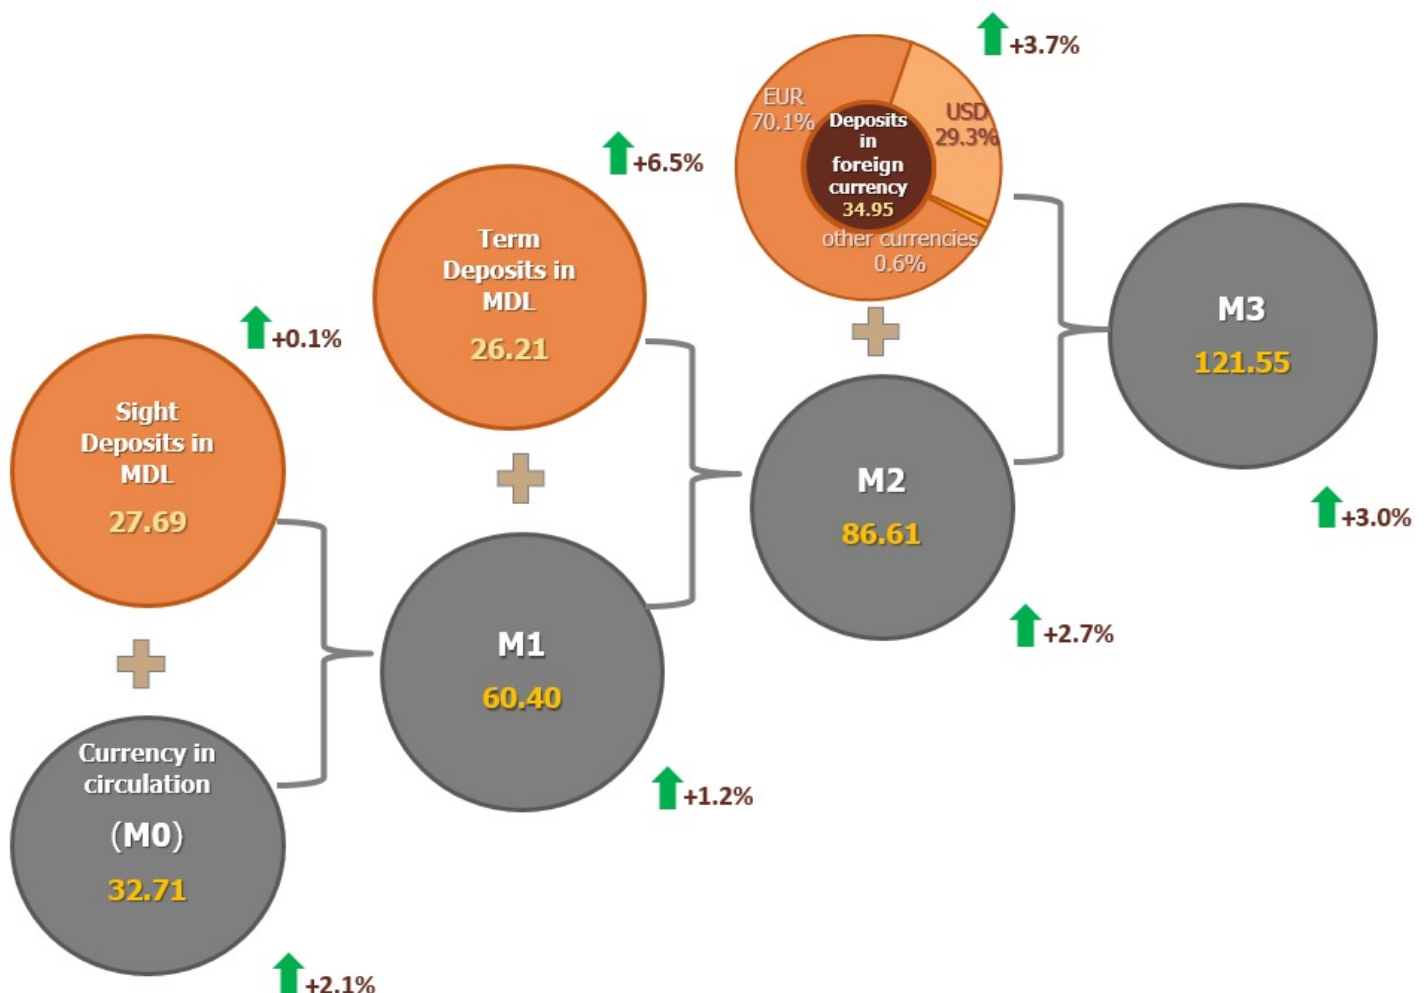 +0.1%
Sight
Deposits in
MDL
27.69
Currency in
circulation
(M0)
32.71
+2.1%
+6.5%
Term
Deposits in
MDL
26.21
M1
60.40
+1.2%
+3.7%
EUR
70.1%
USD
29.3%
Deposits
in
foreign
currency
34.95
other currencies
0.6%
M2
86.61
+2.7%
M3
121.55
+3.0%